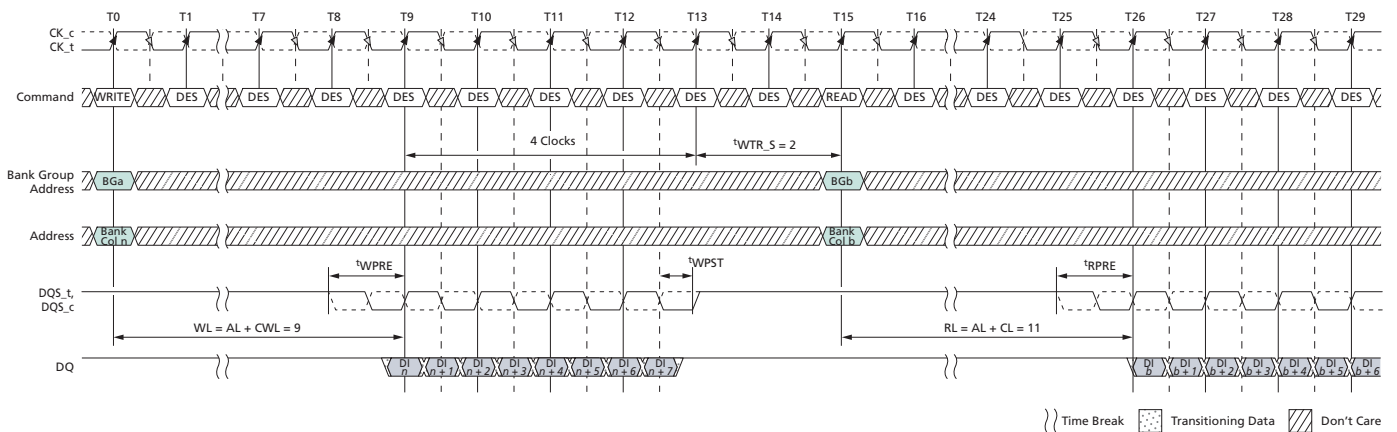 T0 T1 T7 T8 T9 T10 T11 T12 T13 T14 T15 T16 T24 T25 T26 T27 T28 T29
CK_c
CK_t
Command WRITE DES DES DES DES DES DES DES DES DES READ DES DES DES DES DES DES DES
4 Clocks tWTR_S = 2
Bank Group
Address BGa BGb
Address Bank Col n Bank Col b
tWPRE tWPST tRPRE
DQS_t,
DQS_c
WL = AL + CWL = 9 RL = AL + CL = 11
DQ DI n DI n + 1 DI n + 2 DI n + 3 DI n + 4 DI n + 5 DI n + 6 DI n + 7 DI b DI b + 1 DI b + 2 DI b + 3 DI b + 4 DI b + 5 DI b + 6
Time Break Transitioning Data Don't Care